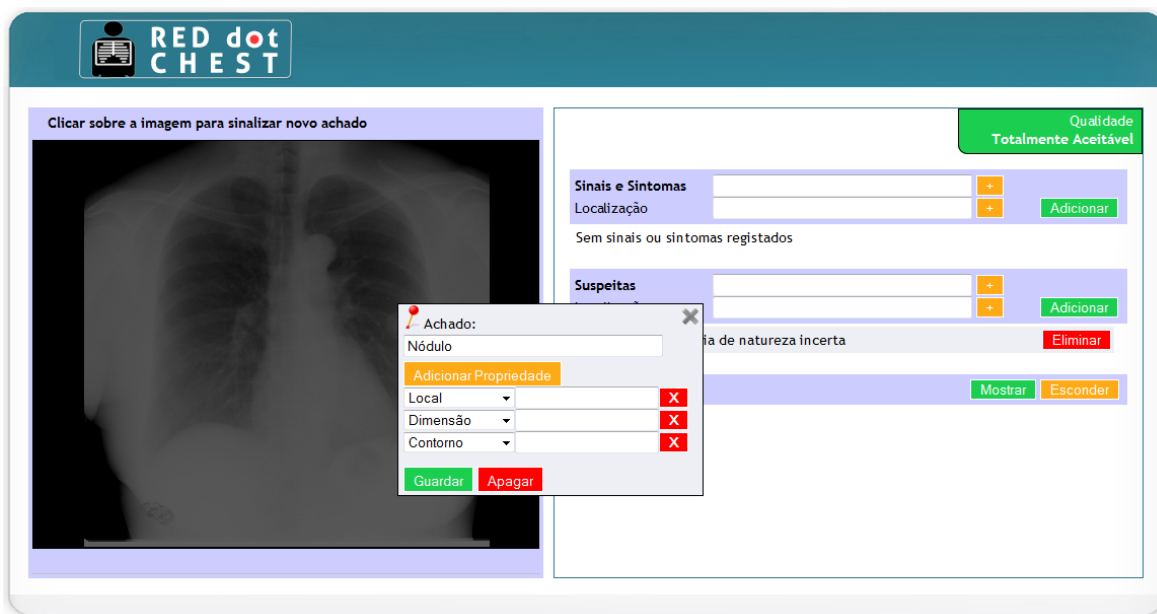 RED dot
CHEST
Clicar sobre a imagem para sinalizar novo achado
Qualidade
Totalmente Aceitável
Sinais e Sintomas
+
Localização
+
Adicionar
Sem sinais ou sintomas registados
Suspeitas
+
+
Adicionar
ia de natureza incerta
Eliminar
Mostrar
Esconder
Achado:
Nódulo
Adicionar Propriedade
Local
X
Dimensão
X
Contorno
X
Guardar
Apagar